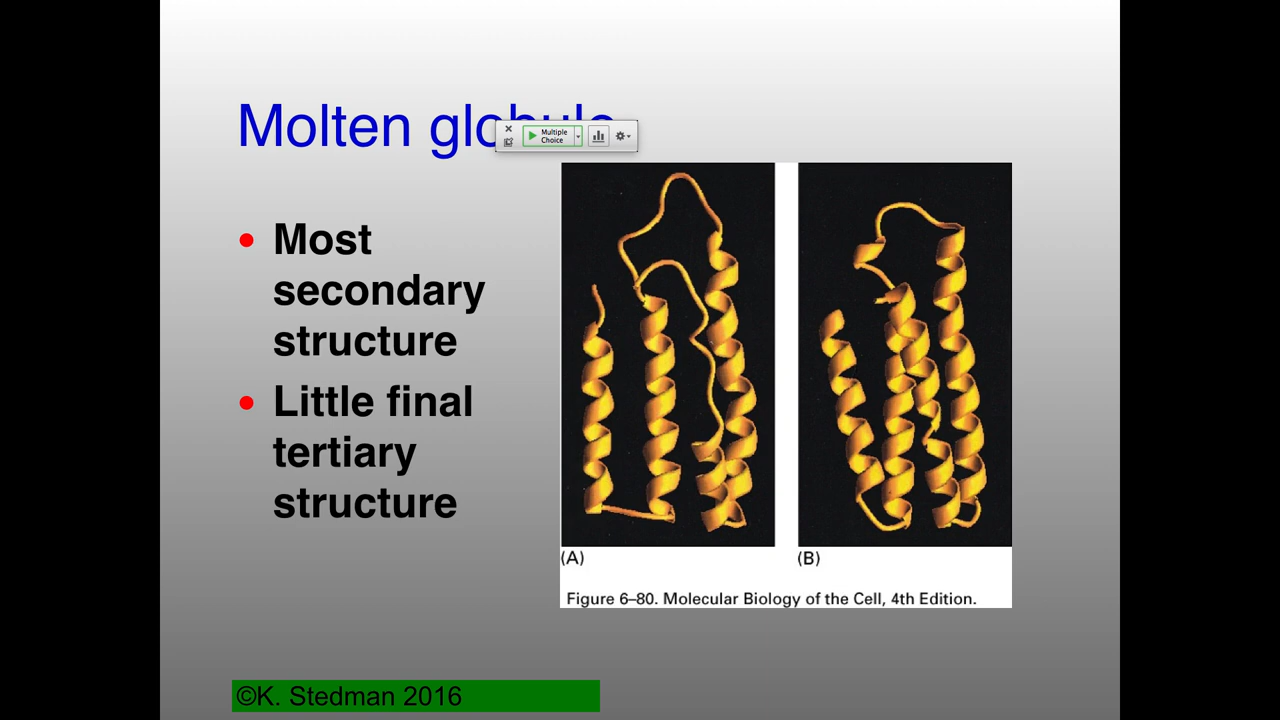 Molten globule
Multiple
Choice
• Most
secondary
structure
• Little final
tertiary
structure
(A)
(B)
Figure 6–80. Molecular Biology of the Cell, 4th Edition.
©K. Stedman 2016